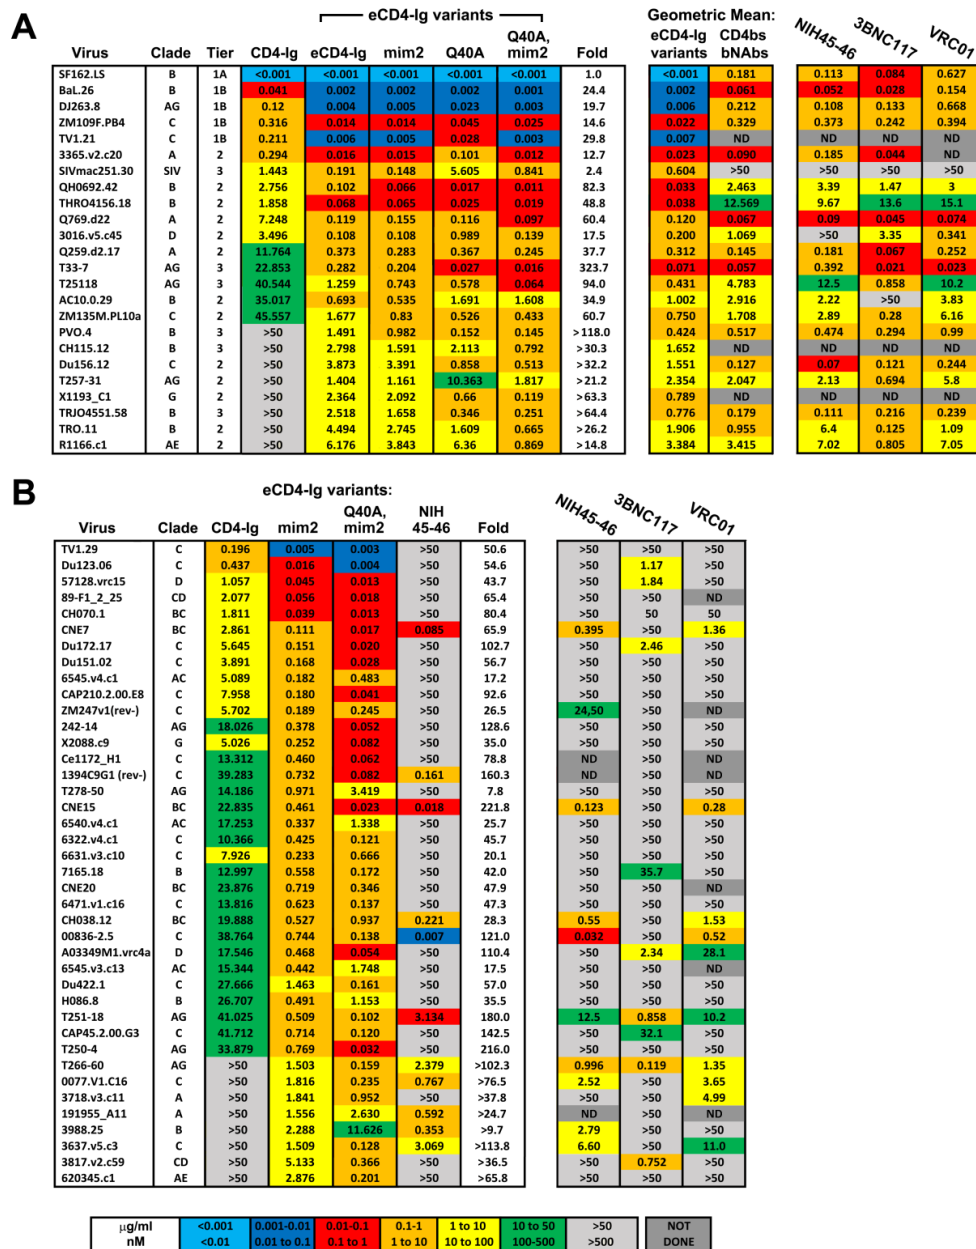 A
eCD4-Ig variants
Geometric Mean:
Virus Clade Tier CD4-Ig eCD4-Ig mim2 Q40A Q40A, mim2 Fold eCD4-Ig variants CD4bs bNAbs NIH45-46 3BNC117 VRC01
SF162.LS B 1A <0.001 <0.001 <0.001 <0.001 <0.001 1.0 <0.001 0.181 0.113 0.084 0.627
BaL.26 B 1B 0.041 0.002 0.002 0.002 0.001 24.4 0.002 0.061 0.052 0.028 0.154
DJ263.8 AG 1B 0.12 0.004 0.005 0.023 0.003 19.7 0.006 0.212 0.108 0.133 0.668
ZM109F.PB4 C 1B 0.316 0.014 0.014 0.045 0.025 14.6 0.022 0.329 0.373 0.242 0.394
TV1.21 C 1B 0.211 0.006 0.005 0.028 0.003 29.8 0.007 ND ND ND ND
3365.v2.c20 A 2 0.294 0.016 0.015 0.101 0.012 12.7 0.023 0.090 0.185 0.044 ND
SIVmac251.30 SIV 3 1.443 0.191 0.148 5.605 0.841 2.4 0.604 >50 >50 >50 >50
QH0692.42 B 2 2.756 0.102 0.066 0.017 0.011 82.3 0.033 2.463 3.39 1.47 3
THRO4156.18 B 2 1.858 0.068 0.065 0.025 0.019 48.8 0.038 12.569 9.67 13.6 15.1
Q769.d22 A 2 7.248 0.119 0.155 0.116 0.097 60.4 0.120 0.067 0.09 0.045 0.074
3016.v5.c45 D 2 3.496 0.108 0.108 0.989 0.139 17.5 0.200 1.069 >50 3.35 0.341
Q259.d2.17 A 2 11.764 0.373 0.283 0.367 0.245 37.7 0.312 0.145 0.181 0.067 0.252
T33-7 AG 3 22.853 0.282 0.204 0.027 0.016 323.7 0.071 0.057 0.392 0.021 0.023
T25118 AG 3 40.544 1.259 0.743 0.578 0.064 94.0 0.431 4.783 12.5 0.858 10.2
AC10.0.29 B 2 35.017 0.693 0.535 1.691 1.608 34.9 1.002 2.916 2.22 >50 3.83
ZM135M.PL10a C 2 45.557 1.677 0.83 0.526 0.433 60.7 0.750 1.708 2.89 0.28 6.16
PVO.4 B 3 >50 1.491 0.982 0.152 0.145 >118.0 0.424 0.517 0.474 0.294 0.99
CH115.12 B 3 >50 2.798 1.591 2.113 0.792 >30.3 1.652 ND ND ND ND
Du156.12 C 2 >50 3.873 3.391 0.858 0.513 >32.2 1.551 0.127 0.07 0.121 0.244
T257-31 AG 2 >50 1.404 1.161 10.363 1.817 >21.2 2.354 2.047 2.13 0.694 5.8
X1193_C1 G 2 >50 2.364 2.092 0.66 0.119 >63.3 0.789 ND ND ND ND
TRJO4551.58 B 3 >50 2.518 1.658 0.346 0.251 >64.4 0.776 0.179 0.111 0.216 0.239
TRO.11 B 2 >50 4.494 2.745 1.609 0.665 >26.2 1.906 0.955 6.4 0.125 1.09
R1166.c1 AE 2 >50 6.176 3.843 6.36 0.869 >14.8 3.384 3.415 7.02 0.805 7.05
B
eCD4-Ig variants:
Virus Clade CD4-Ig mim2 Q40A, mim2 NIH 45-46 Fold NIH45-46 3BNC117 VRC01
TV1.29 C 0.196 0.005 0.003 >50 50.6 >50 >50 >50
Du123.06 C 0.437 0.016 0.004 >50 54.6 >50 1.17 >50
57128.vrc15 D 1.057 0.045 0.013 >50 43.7 >50 1.84 >50
89-F1_2_25 CD 2.077 0.056 0.018 >50 65.4 >50 >50 ND
CH070.1 BC 1.811 0.039 0.013 >50 80.4 >50 50 50
CNE7 BC 2.861 0.111 0.017 0.085 65.9 0.395 >50 1.36
Du172.17 C 5.645 0.151 0.020 >50 102.7 >50 2.46 >50
Du151.02 C 3.891 0.168 0.028 >50 56.7 >50 >50 >50
6545.v4.c1 AC 5.089 0.182 0.483 >50 17.2 >50 >50 >50
CAP210.2.00.E8 C 7.958 0.180 0.041 >50 92.6 >50 >50 >50
ZM247v1(rev-) C 5.702 0.189 0.245 >50 26.5 24,50 >50 ND
242-14 AG 18.026 0.378 0.052 >50 128.6 >50 >50 >50
X2088.c9 G 5.026 0.252 0.082 >50 35.0 >50 >50 >50
Ce1172_H1 C 13.312 0.460 0.062 >50 78.8 ND >50 ND
1394C9G1 (rev-) C 39.283 0.732 0.082 0.161 160.3 ND >50 ND
T278-50 AG 14.186 0.971 3.419 >50 7.8 >50 >50 >50
CNE15 BC 22.835 0.461 0.023 0.018 221.8 0.123 >50 0.28
6540.v4.c1 AC 17.253 0.337 1.338 >50 25.7 >50 >50 >50
6322.v4.c1 C 10.366 0.425 0.121 >50 45.7 >50 >50 >50
6631.v3.c10 C 7.926 0.233 0.666 >50 20.1 >50 >50 >50
7165.18 B 12.997 0.558 0.172 >50 42.0 >50 35.7 >50
CNE20 BC 23.876 0.719 0.346 >50 47.9 >50 >50 ND
6471.v1.c16 C 13.816 0.623 0.137 >50 47.3 >50 >50 >50
CH038.12 BC 19.888 0.527 0.937 0.221 28.3 0.55 >50 1.53
00836-2.5 C 38.764 0.744 0.138 0.007 121.0 0.032 >50 0.52
A03349M1.vrc4a D 17.546 0.468 0.054 >50 110.4 >50 2.34 28.1
6545.v3.c13 AC 15.344 0.442 1.748 >50 17.5 >50 >50 ND
Du422.1 C 27.666 1.463 0.161 >50 57.0 >50 >50 >50
H086.8 B 26.707 0.491 1.153 >50 35.5 >50 >50 >50
T251-18 AG 41.025 0.509 0.102 3.134 180.0 12.5 0.858 10.2
CAP45.2.00.G3 C 41.712 0.714 0.120 >50 142.5 >50 32.1 >50
T250-4 AG 33.879 0.769 0.032 >50 216.0 >50 >50 >50
T266-60 AG >50 1.503 0.159 2.379 >102.3 0.996 0.119 1.35
0077.V1.C16 C >50 1.816 0.235 0.767 >76.5 2.52 >50 3.65
3718.v3.c11 A >50 1.841 0.952 >50 >37.8 >50 >50 4.99
191955_A11 A >50 1.556 2.630 0.592 >24.7 ND >50 ND
3988.25 B >50 2.288 11.626 0.353 >9.7 2.79 >50 >50
3637.v5.c3 C >50 1.509 0.128 3.069 >113.8 6.60 >50 11.0
3817.v2.c59 CD >50 5.133 0.366 >50 >36.5 >50 0.752 >50
620345.c1 AE >50 2.876 0.201 >50 >65.8 >50 >50 >50
µg/ml <0.001 0.001-0.01 0.01-0.1 0.1-1 1 to 10 10 to 50 >50 NOT
nM <0.01 0.01 to 0.1 0.1 to 1 1 to 10 10 to 100 100-500 >500 DONE